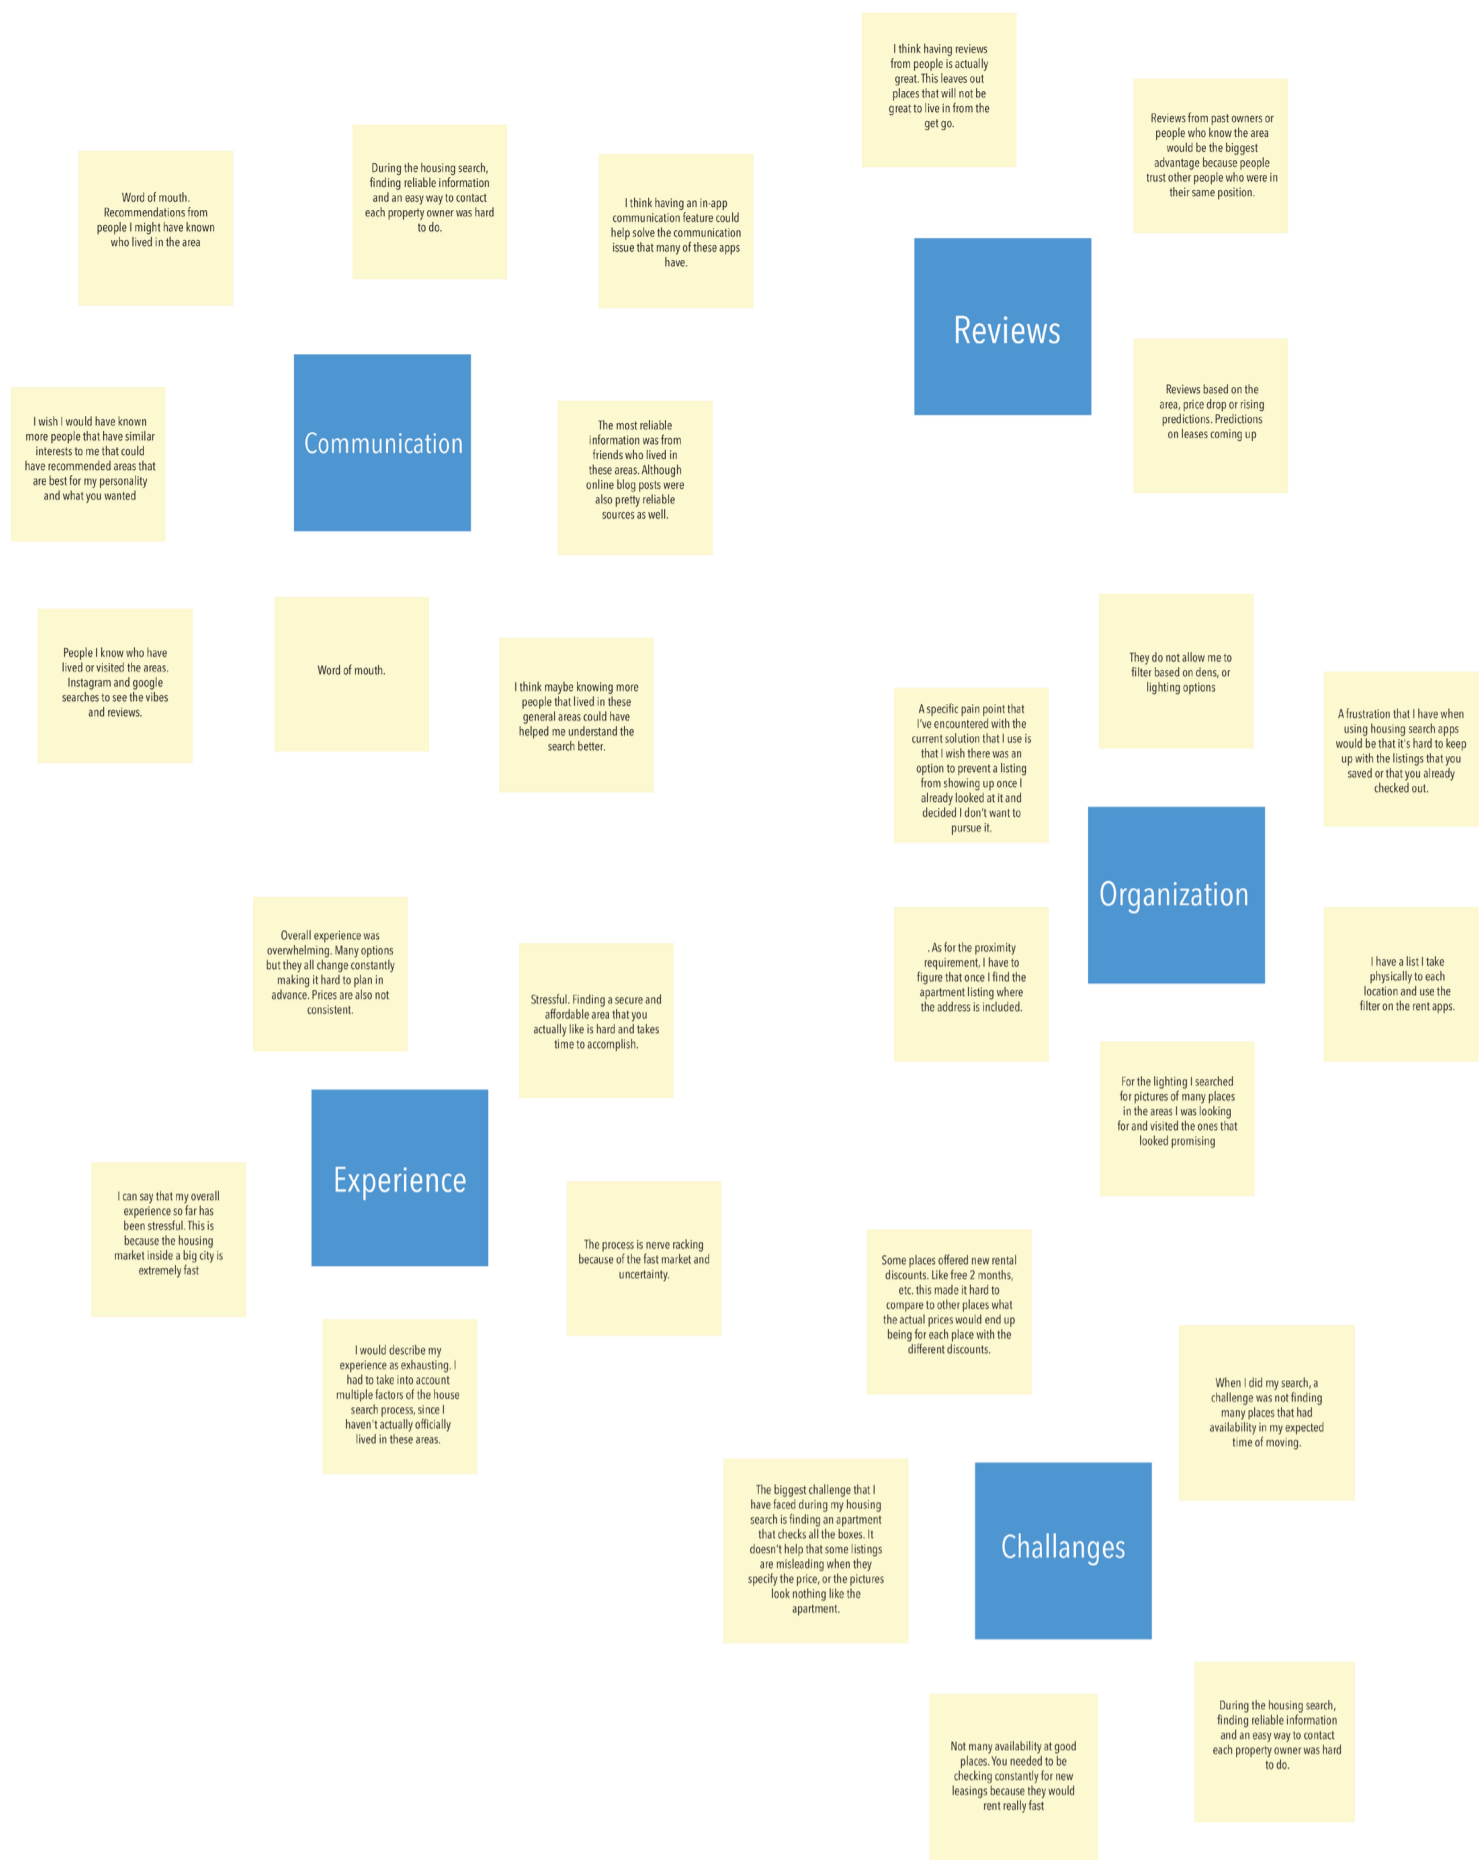 I think having reviews
from people is actually
great. This leaves out
places that will not be
great to live in from the
get go.
Reviews from past owners or
people who know the area
would be the biggest
advantage because people
trust other people who were in
their same position.
Reviews
Reviews based on the
area, price drop or rising
predictions. Predictions
on leases coming up
Word of mouth.
Recommendations from
people I might have known
who lived in the area
During the housing search,
finding reliable information
and an easy way to contact
each property owner was hard
to do.
I think having an in-app
communication feature could
help solve the communication
issue that many of these apps
have.
I wish I would have known
more people that have similar
interests to me that could
have recommended areas that
are best for my personality
and what you wanted
Communication
The most reliable
information was from
friends who lived in
these areas. Although
online blog posts were
also pretty reliable
sources as well.
People I know who have
lived or visited the areas.
Instagram and google
searches to see the vibes
and reviews.
Word of mouth.
I think maybe knowing more
people that lived in these
general areas could have
helped me understand the
search better.
They do not allow me to
filter based on dens, or
lighting options
A specific pain point that
I've encountered with the
current solution that I use is
that I wish there was an
option to prevent a listing
from showing up once I
already looked at it and
decided I don't want to
pursue it.
A frustration that I have when
using housing search apps
would be that it's hard to keep
up with the listings that you
saved or that you already
checked out.
Organization
. As for the proximity
requirement, I have to
figure that once I find the
apartment listing where
the address is included.
I have a list I take
physically to each
location and use the
filter on the rent apps.
For the lighting I searched
for pictures of many places
in the areas I was looking
for and visited the ones that
looked promising
Overall experience was
overwhelming. Many options
but they all change constantly
making it hard to plan in
advance. Prices are also not
consistent.
Stressful. Finding a secure and
affordable area that you
actually like is hard and takes
time to accomplish.
Experience
I can say that my overall
experience so far has
been stressful. This is
because the housing
market inside a big city is
extremely fast
The process is nerve racking
because of the fast market and
uncertainty.
I would describe my
experience as exhausting. I
had to take into account
multiple factors of the house
search process, since I
haven't actually officially
lived in these areas.
Some places offered new rental
discounts. Like free 2 months,
etc. this made it hard to
compare to other places what
the actual prices would end up
being for each place with the
different discounts.
When I did my search, a
challenge was not finding
many places that had
availability in my expected
time of moving.
The biggest challenge that I
have faced during my housing
search is finding an apartment
that checks all the boxes. It
doesn't help that some listings
are misleading when they
specify the price, or the pictures
look nothing like the
apartment.
Challanges
During the housing search,
finding reliable information
and an easy way to contact
each property owner was hard
to do.
Not many availability at good
places. You needed to be
checking constantly for new
leasings because they would
rent really fast